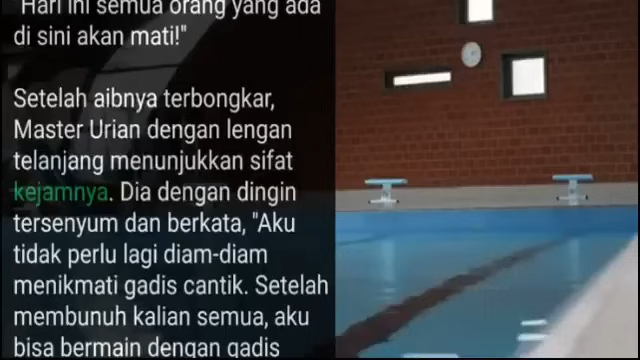 "Hari ini semua orang yang ada
di sini akan mati!"
Setelah aibnya terbongkar,
Master Urian dengan lengan
telanjang menunjukkan sifat
kejamnya. Dia dengan dingin
tersenyum dan berkata, "Aku
tidak perlu lagi diam-diam
menikmati gadis cantik. Setelah
membunuh kalian semua, aku
bisa bermain dengan gadis